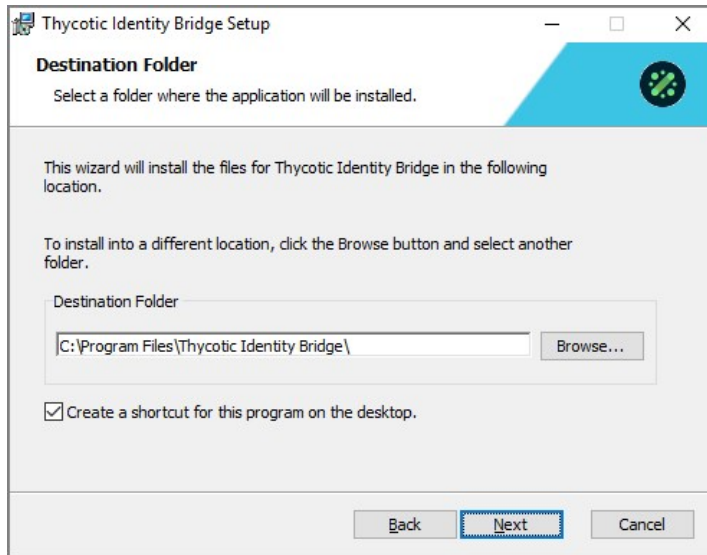 Thycotic Identity Bridge Setup
Destination Folder
Select a folder where the application will be installed.
This wizard will install the files for Thycotic Identity Bridge in the following
location.
To install into a different location, click the Browse button and select another
folder.
Destination Folder
C:\Program Files\Thycotic Identity Bridge\
Browse...
Create a shortcut for this program on the desktop.
Back
Next
Cancel